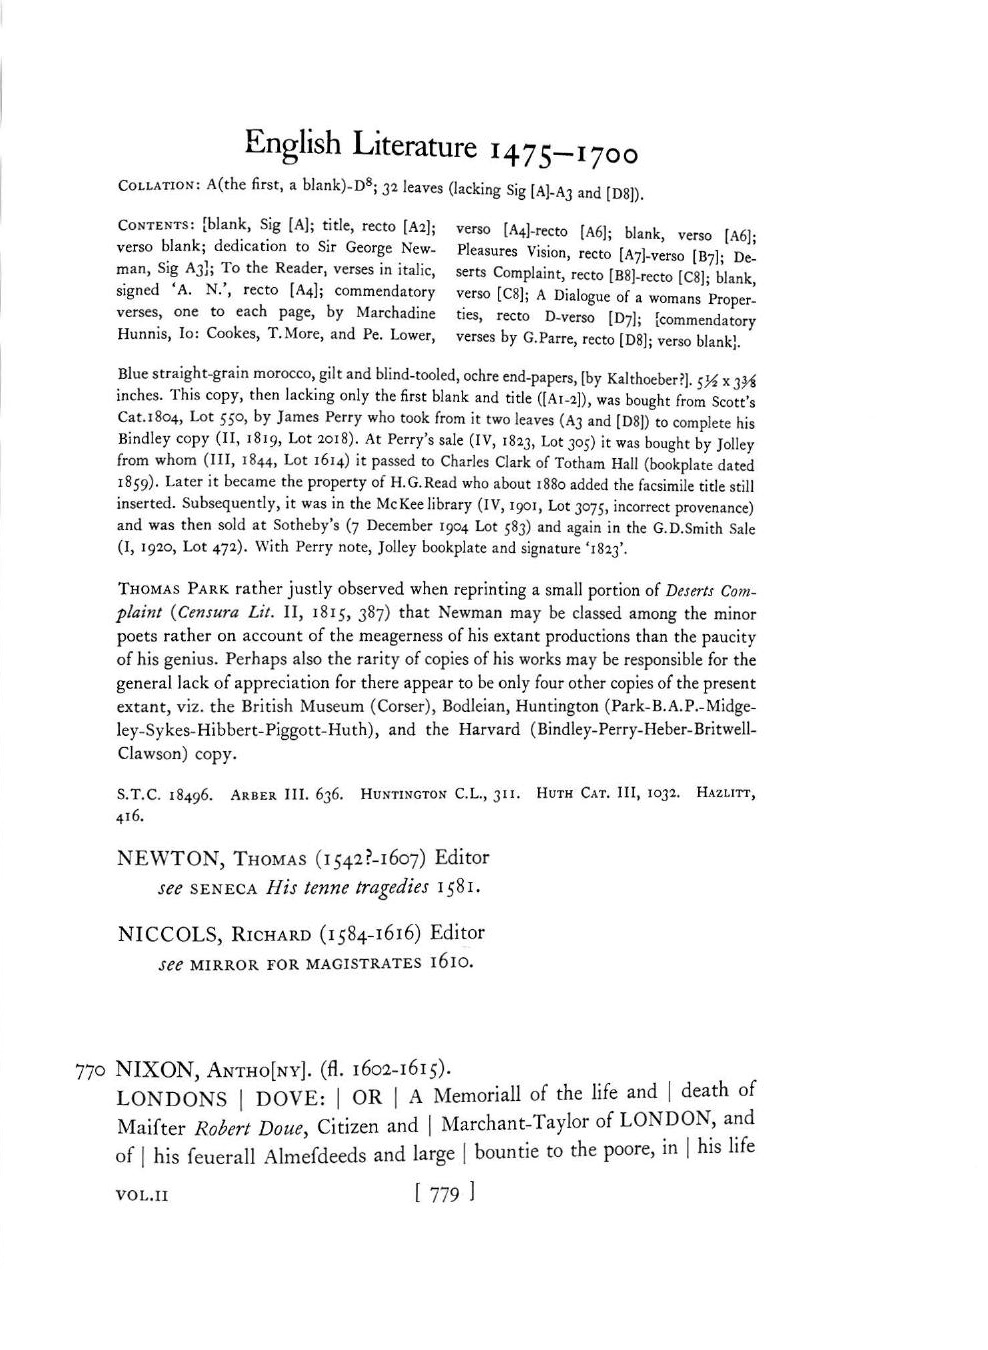 English Literature 1475–1700
COLLATION: A(the first, a blank)-D⁸; 32 leaves (lacking Sig [A]-A3 and [D8]).
CONTENTS: [blank, Sig [A]; title, recto [A2];
verso blank; dedication to Sir George New-
man, Sig A3]; To the Reader, verses in italic,
signed ‘A. N.’, recto [A4]; commendatory
verses, one to each page, by Marchadine
Hunnis, Io: Cookes, T.More, and Pe. Lower,
verso [A4]-recto [A6]; blank, verso [A6];
Pleasures Vision, recto [A7]-verso [B7]; De-
serts Complaint, recto [B8]-recto [C8]; blank,
verso [C8]; A Dialogue of a womans Proper-
ties, recto D-verso [D7]; [commendatory
verses by G.Parre, recto [D8]; verso blank].
Blue straight-grain morocco, gilt and blind-tooled, ochre end-papers, [by Kalthoeber?]. 5½ x 3⅜
inches. This copy, then lacking only the first blank and title ([A1-2]), was bought from Scott's
Cat.1804, Lot 550, by James Perry who took from it two leaves (A3 and [D8]) to complete his
Bindley copy (II, 1819, Lot 2018). At Perry's sale (IV, 1823, Lot 305) it was bought by Jolley
from whom (III, 1844, Lot 1614) it passed to Charles Clark of Totham Hall (bookplate dated
1859). Later it became the property of H.G.Read who about 1880 added the facsimile title still
inserted. Subsequently, it was in the McKee library (IV, 1901, Lot 3075, incorrect provenance)
and was then sold at Sotheby's (7 December 1904 Lot 583) and again in the G.D.Smith Sale
(I, 1920, Lot 472). With Perry note, Jolley bookplate and signature ‘1823’.
THOMAS PARK rather justly observed when reprinting a small portion of Deserts Com-
plaint (Censura Lit. II, 1815, 387) that Newman may be classed among the minor
poets rather on account of the meagerness of his extant productions than the paucity
of his genius. Perhaps also the rarity of copies of his works may be responsible for the
general lack of appreciation for there appear to be only four other copies of the present
extant, viz. the British Museum (Corser), Bodleian, Huntington (Park-B.A.P.-Midge-
ley-Sykes-Hibbert-Piggott-Huth), and the Harvard (Bindley-Perry-Heber-Britwell-
Clawson) copy.
S.T.C. 18496. ARBER III. 636. HUNTINGTON C.L., 311. HUTH CAT. III, 1032. HAZLITT,
416.
NEWTON, THOMAS (1542?-1607) Editor
see SENECA His tenne tragedies 1581.
NICCOLS, RICHARD (1584-1616) Editor
see MIRROR FOR MAGISTRATES 1610.
770 NIXON, ANTHO[NY]. (fl. 1602-1615).
LONDONS | DOVE: | OR | A Memoriall of the life and | death of
Maiſter Robert Doue, Citizen and | Marchant-Taylor of LONDON, and
of | his ſeuerall Almeſdeeds and large | bountie to the poore, in | his life
VOL.II
[ 779 ]